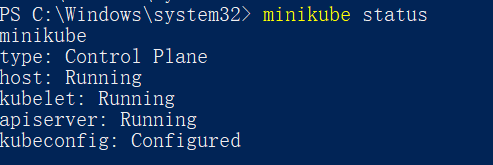 PS C:\Windows\system32> minikube status
minikube
type: Control Plane
host: Running
kubelet: Running
apiserver: Running
kubeconfig: Configured